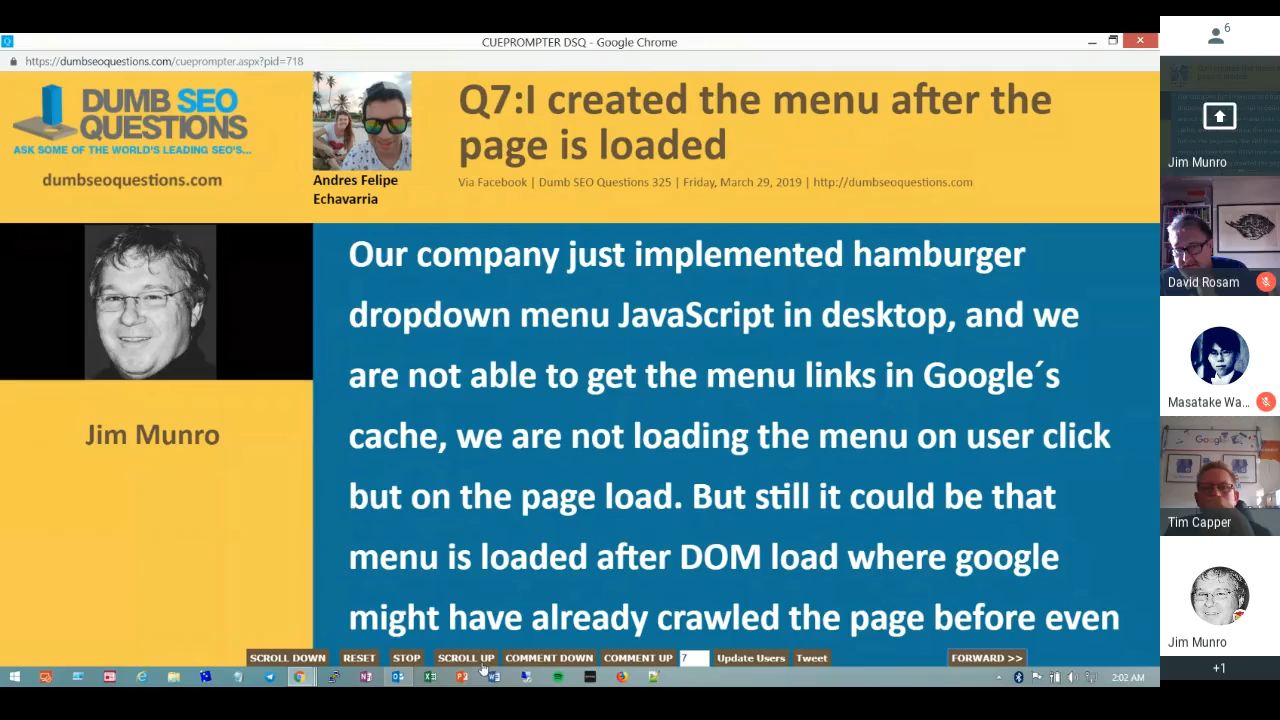 CUEPROMPTER DSQ - Google Chrome
https://dumbseoquestions.com/cueprompter.aspx?pid=718
DUMB SEO
QUESTIONS
ASK SOME OF THE WORLD'S LEADING SEO'S...
dumbseoquestions.com
Andres Felipe
Echavarria
Q7:I created the menu after the
page is loaded
Via Facebook | Dumb SEO Questions 325 | Friday, March 29, 2019 | http://dumbseoquestions.com
Jim Munro
Our company just implemented hamburger
dropdown menu JavaScript in desktop, and we
are not able to get the menu links in Google´s
cache, we are not loading the menu on user click
but on the page load. But still it could be that
menu is loaded after DOM load where google
might have already crawled the page before even
SCROLL DOWN
RESET
STOP
SCROLL UP
COMMENT DOWN
COMMENT UP
7
Update Users
Tweet
FORWARD >>
2:02 AM
6
Jim Munro
David Rosam
Masatake Wa...
Google
Tim Capper
Jim Munro
+1